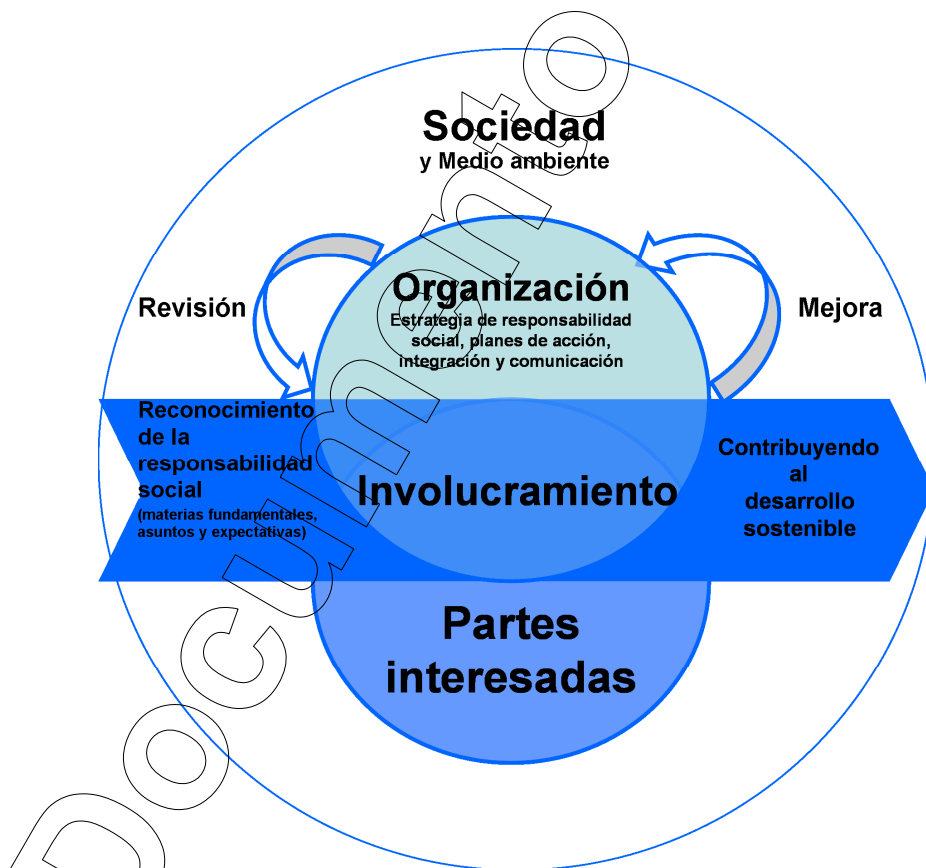 Sociedad
y Medio ambiente
Organización
Estrategia de responsabilidad
social, planes de acción,
integración y comunicación
Revisión
Mejora
Reconocimiento
de la
responsabilidad
social
(materias fundamentales,
asuntos y expectativas)
Involucramiento
Contribuyendo
al
desarrollo
sostenible
Partes
interesadas
Documento